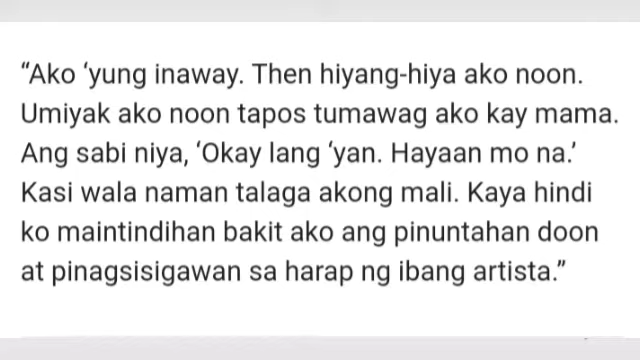 “Ako ‘yung inaway. Then hiyang-hiya ako noon.
Umiyak ako noon tapos tumawag ako kay mama.
Ang sabi niya, ‘Okay lang ‘yan. Hayaan mo na.’
Kasi wala naman talaga akong mali. Kaya hindi
ko maintindihan bakit ako ang pinuntahan doon
at pinagsisigawan sa harap ng ibang artista.”